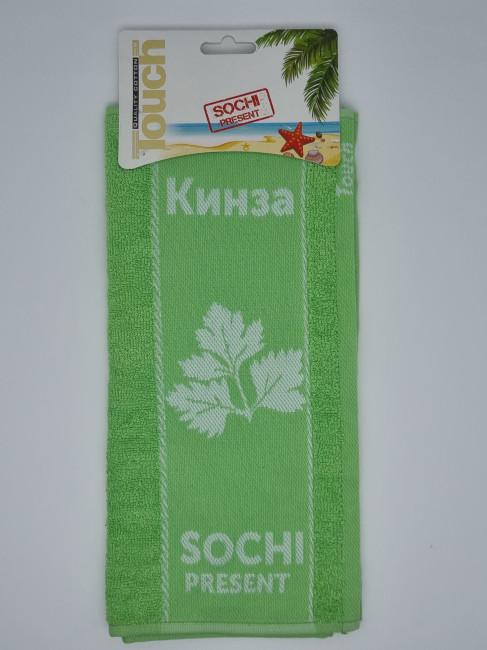 Touch
QUALITY COTTON
SOCHI
PRESENT
Touch
Кинза
SOCHI
PRESENT